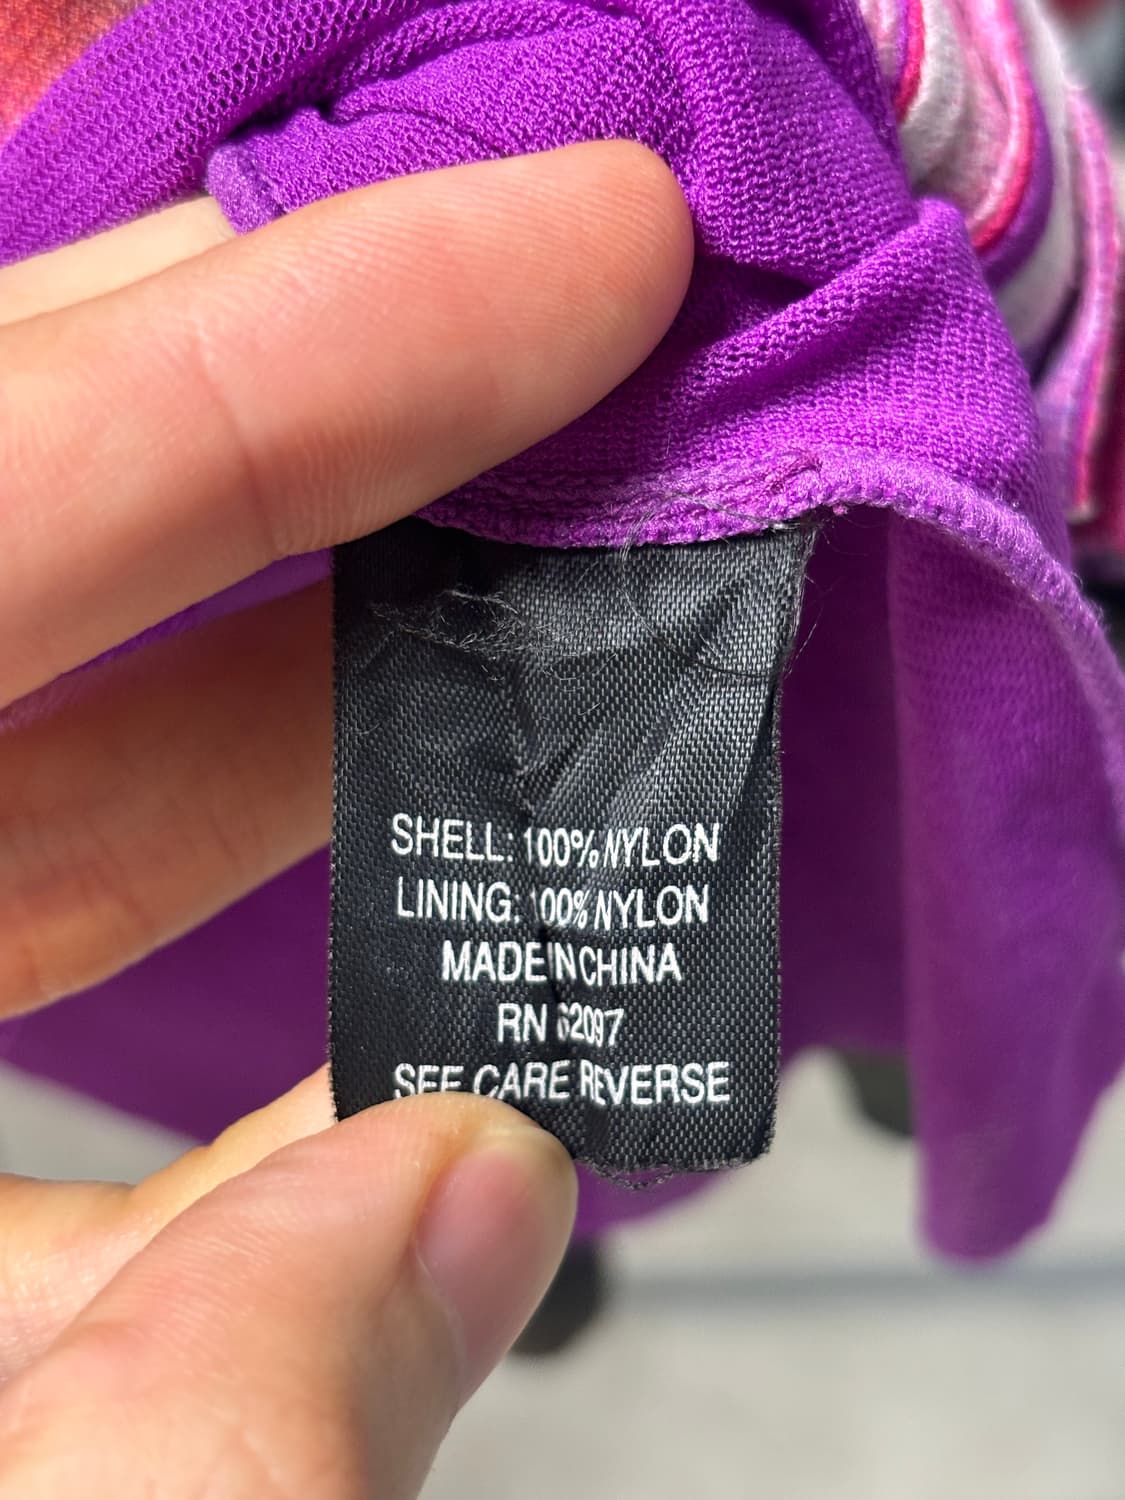 SHELL: 100% NYLON
LINING: 100% NYLON
MADE IN CHINA
RN 62097
SEE CARE REVERSE